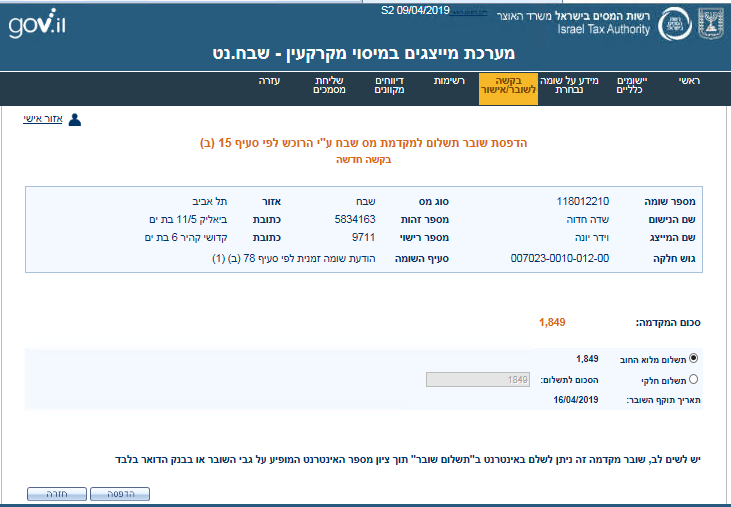 gov.il
S2 09/04/2019
רשות המסים בישראל משרד האוצר
Israel Tax Authority
מערכת מייצגים במיסוי מקרקעין - שבח.נט
ראשי
יישומים כלליים
מידע על שומה נבחרת
בקשה לשובר/אישור
רשימות
דיווחים מקוונים
שליחת מסמכים
עזרה
אזור אישי
הדפסת שובר תשלום למקדמת מס שבח ע"י הרוכש לפי סעיף 15 (ב)
בקשה חדשה
מספר שומה 118012210 סוג מס שבח אזור תל אביב
שם הנישום שדה חדוה מספר זהות 5834163 כתובת ביאליק 11/5 בת ים
שם המייצג וידר יונה מספר רישוי 9711 כתובת קדושי קהיר 6 בת ים
גוש חלקה 007023-0010-012-00 סעיף השומה הודעת שומה זמנית לפי סעיף 78 (ב) (1)
סכום המקדמה: 1,849
תשלום מלוא החוב 1,849
תשלום חלקי הסכום לתשלום: 1849
תאריך תוקף השובר: 16/04/2019
יש לשים לב, שובר מקדמה זה ניתן לשלם באינטרנט ב"תשלום שובר" תוך ציון מספר האינטרנט המופיע על גבי השובר או בבנק הדואר בלבד
הדפסה
חזרה